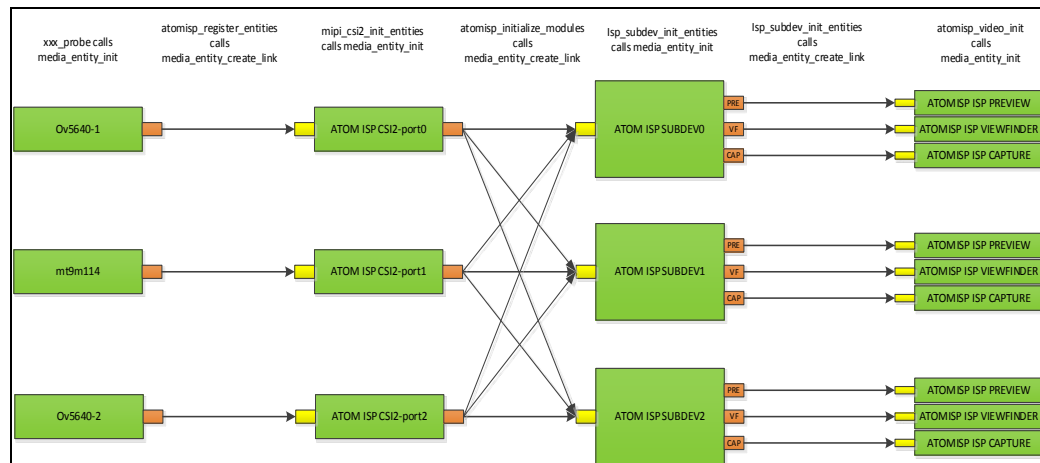 xxx_probe calls
media_entity_init
atomisp_register_entities
calls
media_entity_create_link
mipi_csi2_init_entities
calls media_entity_init
atomisp_initialize_modules
calls
media_entity_create_link
Isp_subdev_init_entities
calls media_entity_init
Isp_subdev_init_entities
calls
media_entity_create_link
atomisp_video_init
calls
media_entity_init
Ov5640-1
ATOM ISP CSI2-port0
ATOM ISP SUBDEV0
PRE
VF
CAP
ATOMISP ISP PREVIEW
ATOMISP ISP VIEWFINDER
ATOMISP ISP CAPTURE
mt9m114
ATOM ISP CSI2-port1
ATOM ISP SUBDEV1
PRE
VF
CAP
ATOMISP ISP PREVIEW
ATOMISP ISP VIEWFINDER
ATOMISP ISP CAPTURE
Ov5640-2
ATOM ISP CSI2-port2
ATOM ISP SUBDEV2
PRE
VF
CAP
ATOMISP ISP PREVIEW
ATOMISP ISP VIEWFINDER
ATOMISP ISP CAPTURE